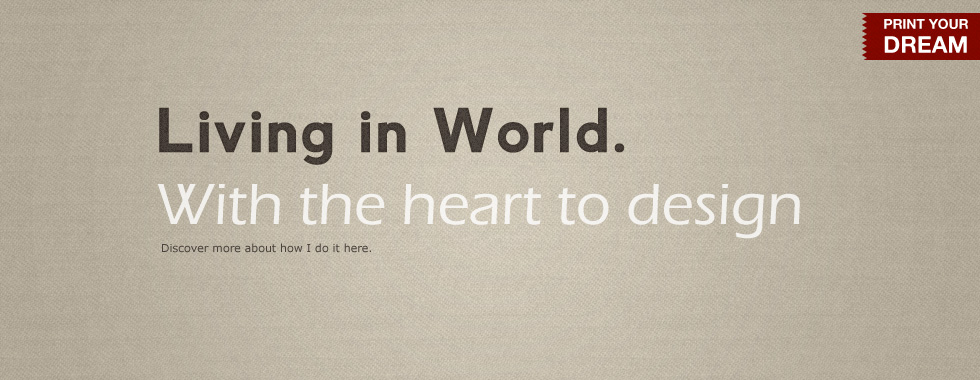 PRINT YOUR
DREAM
Living in World.
With the heart to design
Discover more about how I do it here.